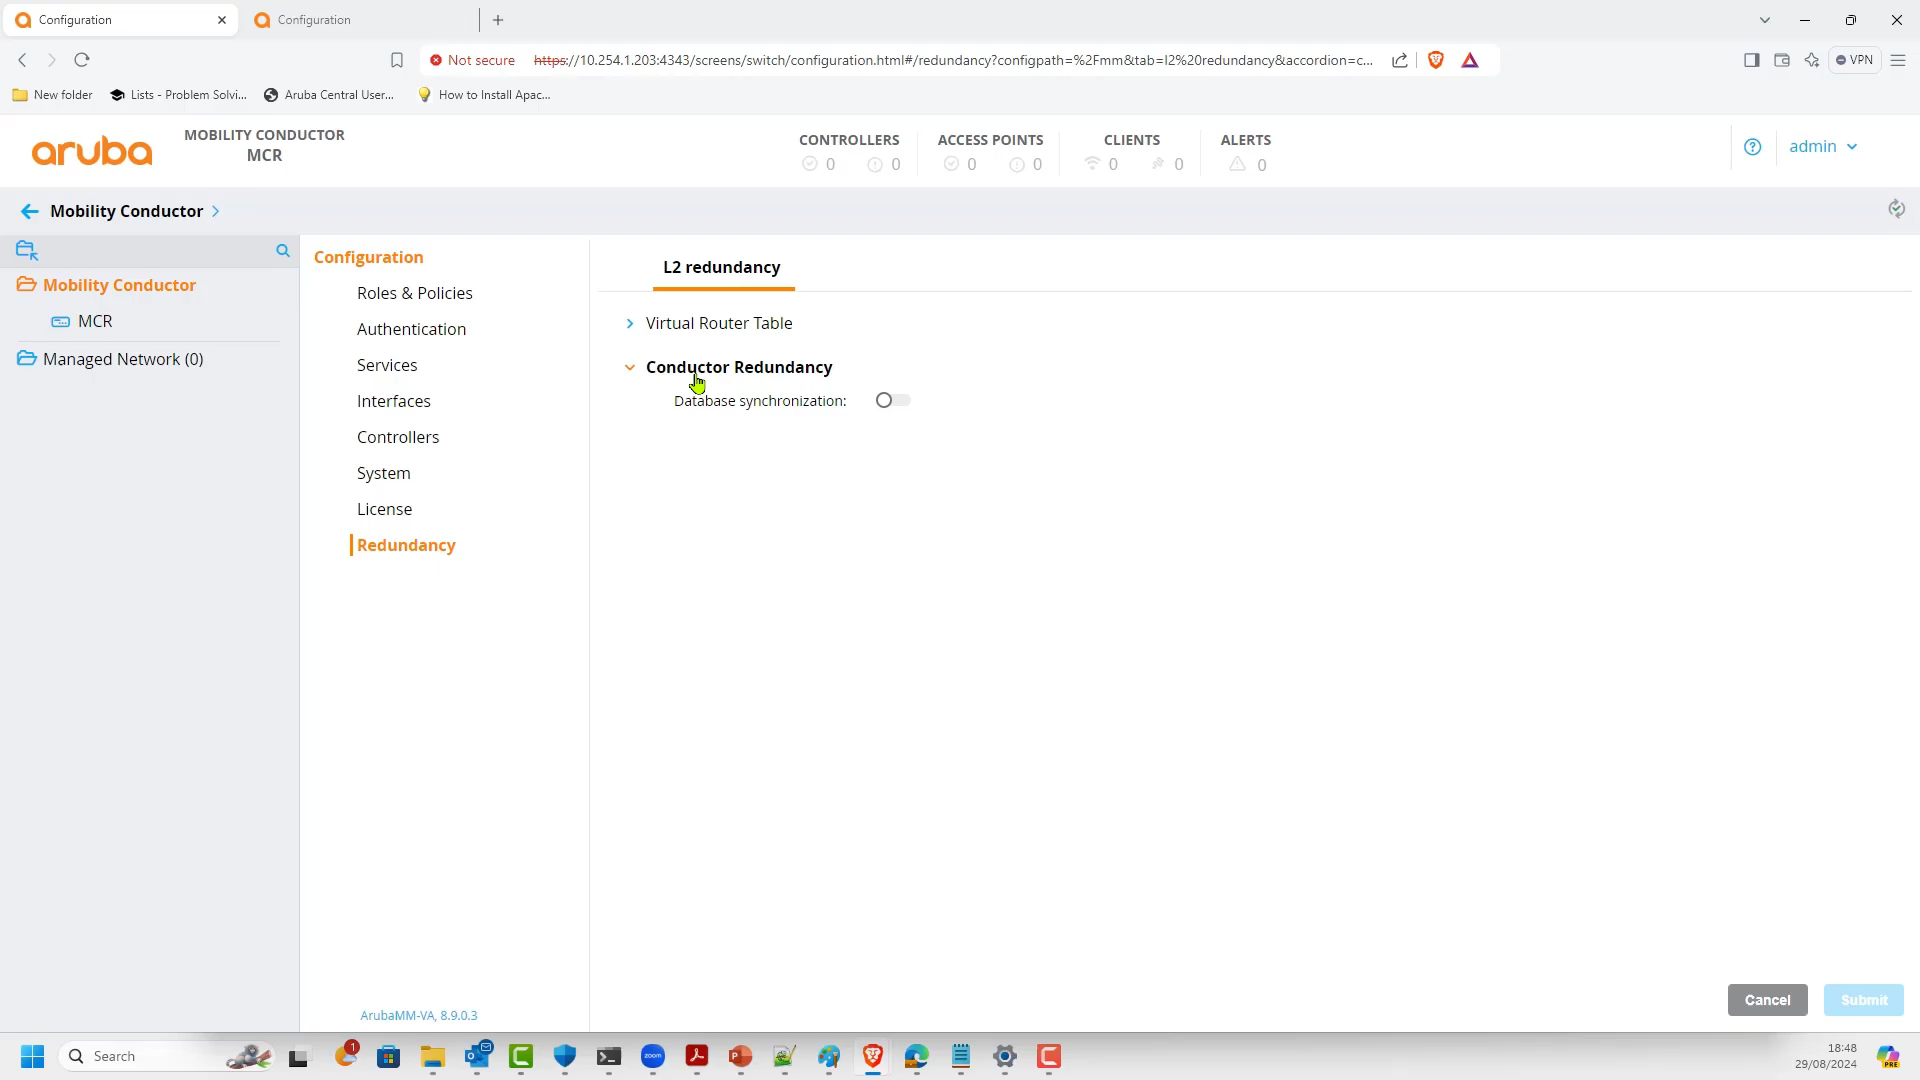 Configuration
Configuration
Not secure
https://10.254.1.203:4343/screens/switch/configuration.html#/redundancy?configpath=%2Fmm&tab=l2%20redundancy&accordion=c...
VPN
New folder
Lists - Problem Solvi...
Aruba Central User...
How to Install Apac...
aruba
MOBILITY CONDUCTOR
MCR
CONTROLLERS
0 0
ACCESS POINTS
0 0
CLIENTS
0 0
ALERTS
0
admin
Mobility Conductor
Mobility Conductor
MCR
Managed Network (0)
Configuration
Roles & Policies
Authentication
Services
Interfaces
Controllers
System
License
Redundancy
ArubaMM-VA, 8.9.0.3
L2 redundancy
Virtual Router Table
Conductor Redundancy
Database synchronization:
Cancel
Submit
Search
1
zoom
PRE
18:48
29/08/2024